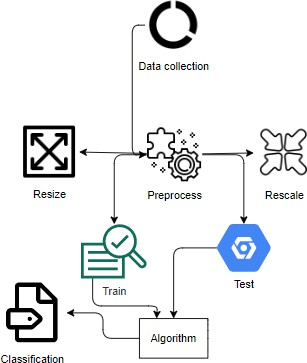 Data collection
Resize
Preprocess
Rescale
Train
Test
Classification
Algorithm